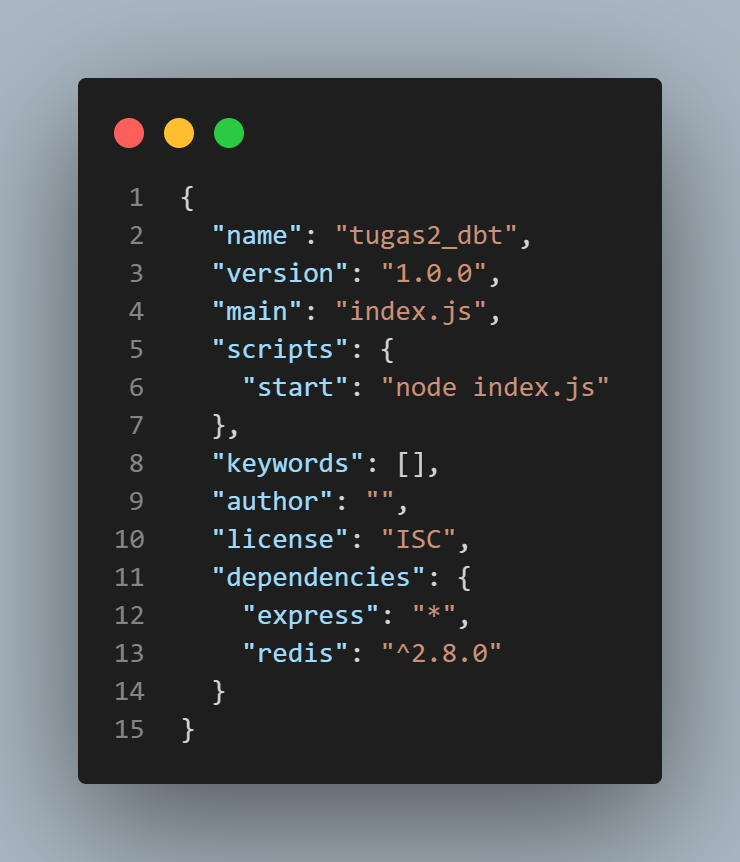 1 {
2   "name": "tugas2_dbt",
3   "version": "1.0.0",
4   "main": "index.js",
5   "scripts": {
6     "start": "node index.js"
7   },
8   "keywords": [],
9   "author": "",
10   "license": "ISC",
11   "dependencies": {
12     "express": "*",
13     "redis": "^2.8.0"
14   }
15 }